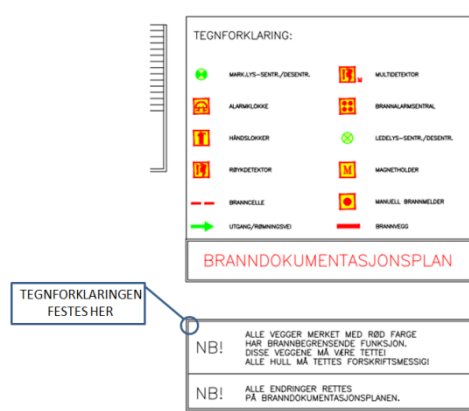 TEGNFORKLARING:
MARK.LYS-SENTR./DESENTR.
M
MULTIDETEKTOR
ALARMKLOKKE
BRANNALARMSENTRAL
HÅNDSLOKKER
LEDELYS-SENTR./DESENTR.
RØYKDETEKTOR
M
MAGNETHOLDER
BRANNCELLE
MANUELL BRANNMELDER
UTGANG/RØMNINGSVEI
BRANNVEGG
BRANNDOKUMENTASJONSPLAN
TEGNFORKLARINGEN
FESTES HER
NB!
ALLE VEGGER MERKET MED RØD FARGE
HAR BRANNBEGRENSENDE FUNKSJON.
DISSE VEGGENE MÅ VÆRE TETTE!
ALLE HULL MÅ TETTES FORSKRIFTSMESSIG!
NB!
ALLE ENDRINGER RETTES
PÅ BRANNDOKUMENTASJONSPLANEN.